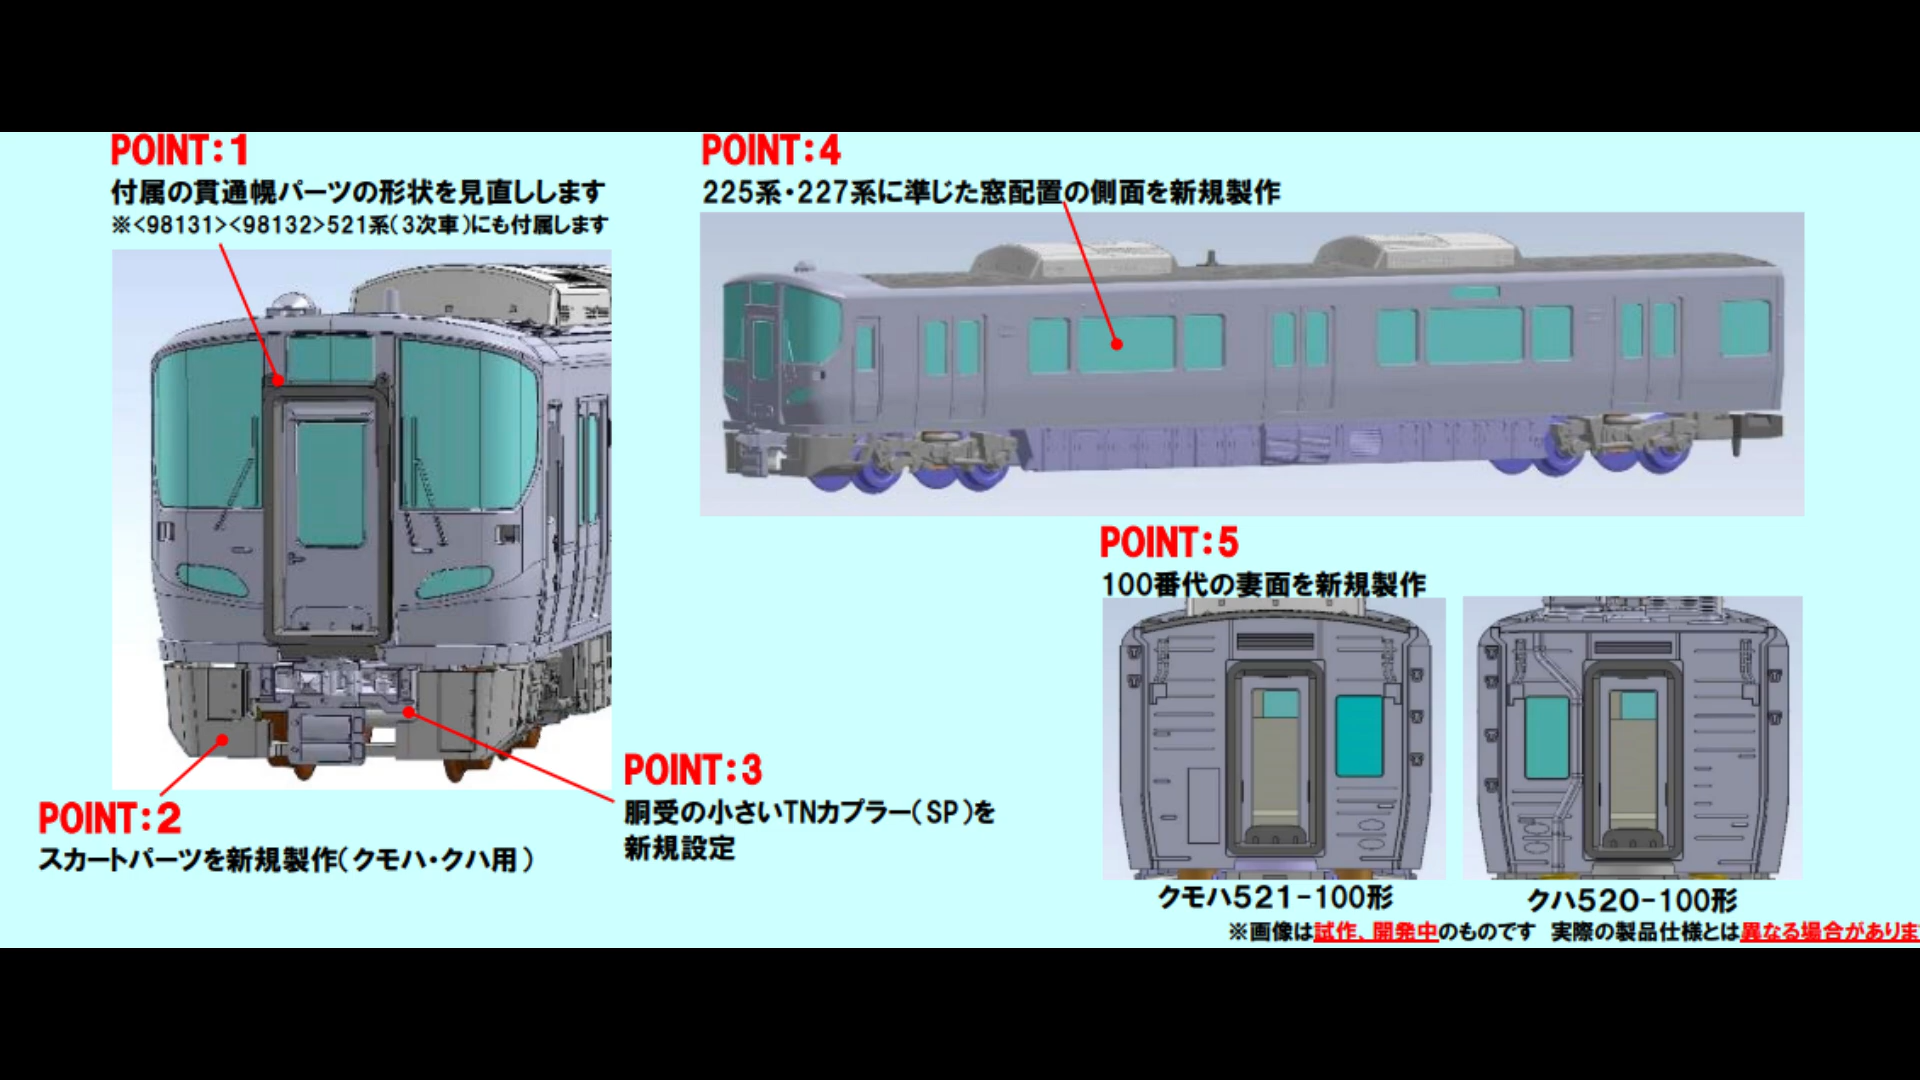 POINT:1
付属の貫通幌パーツの形状を見直しします
※<98131><98132>521系(3次車)にも付属します
POINT:2
スカートパーツを新規製作(クモハ・クハ用)
POINT:3
胴受の小さいTNカプラー(SP)を
新規設定
POINT:4
225系・227系に準じた窓配置の側面を新規製作
POINT:5
100番代の妻面を新規製作
クモハ521-100形
クハ520-100形
※画像は試作、開発中のものです 実際の製品仕様とは異なる場合がありま